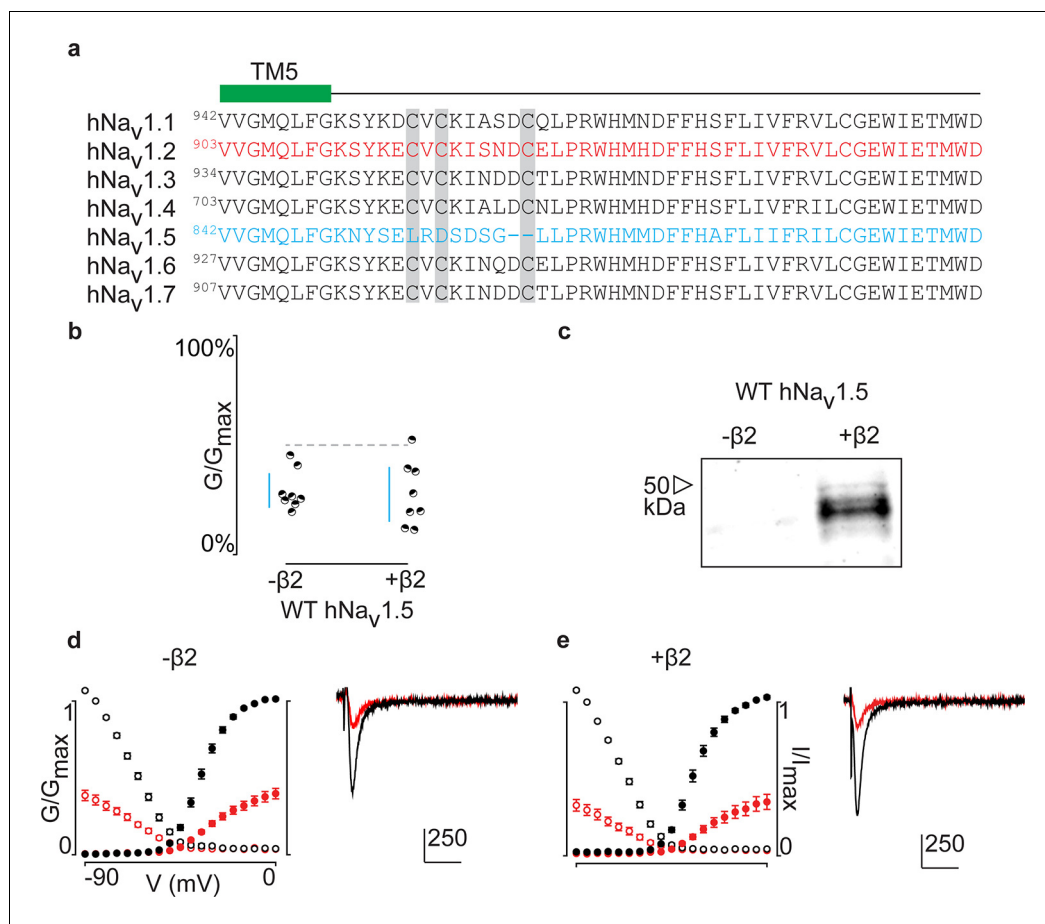 a
TM5
hNav1.1 942VVGMQLFGKSYKDCVCKIASDCQLPRWHMNDFFHSFLIVFRVLCGEWIETMWD
hNav1.2 903VVGMQLFGKSYKECVCKISNDCELPRWHMHDFFHSFLIVFRVLCGEWIETMWD
hNav1.3 934VVGMQLFGKSYKECVCKINDDCTLPRWHMNDFFHSFLIVFRVLCGEWIETMWD
hNav1.4 703VVGMQLFGKSYKECVCKIALDCNLPRWHMHDFFHSFLIVFRILCGEWIETMWD
hNav1.5 842VVGMQLFGKNYSELRDSDSG--LLPRWHMMDFFHAFLIIFRILCGEWIETMWD
hNav1.6 927VVGMQLFGKSYKECVCKINQDCELPRWHMHDFFHSFLIVFRVLCGEWIETMWD
hNav1.7 907VVGMQLFGKSYKECVCKINDDCTLPRWHMNDFFHSFLIVFRVLCGEWIETMWD
b
100%
G/Gmax
0%
-β2 +β2
WT hNav1.5
c
WT hNav1.5
-β2 +β2
50
kDa
d
-β2
1
G/Gmax
0
-90 0
V (mV)
250
e
+β2
1
I/Imax
0
250